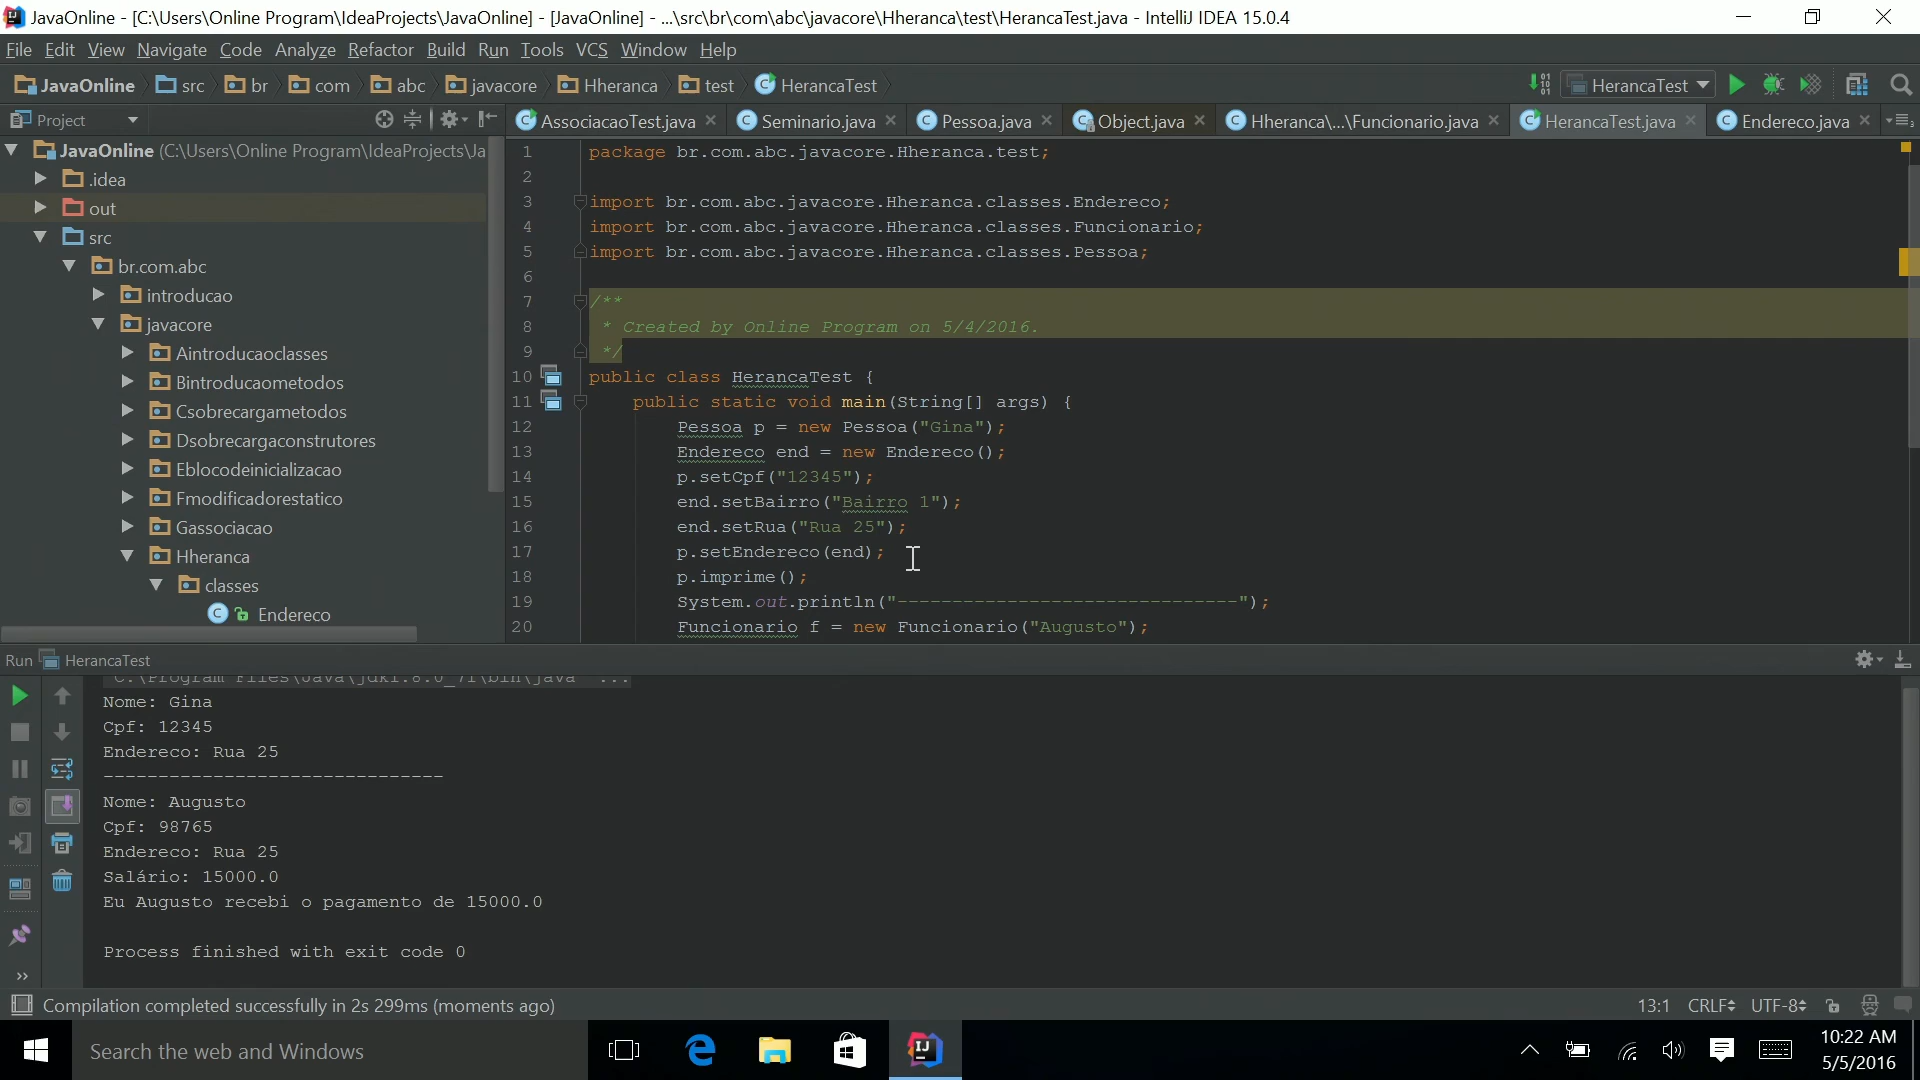 JavaOnline - [C:\Users\Online Program\IdeaProjects\JavaOnline] - [JavaOnline] - ...\src\br\com\abc\javacore\Hheranca\test\HerancaTest.java - IntelliJ IDEA 15.0.4
File Edit View Navigate Code Analyze Refactor Build Run Tools VCS Window Help
JavaOnline src br com abc javacore Hheranca test HerancaTest HerancaTest
Project
AssociacaoTest.java Seminario.java Pessoa.java Object.java Hheranca\...\Funcionario.java HerancaTest.java Endereco.java
JavaOnline (C:\Users\Online Program\IdeaProjects\Ja
.idea
out
src
br.com.abc
introducao
javacore
Aintroducaoclasses
Bintroducaometodos
Csobrecargametodos
Dsobrecargaconstrutores
Eblocodeinicializacao
Fmodificadorestatico
Gassociacao
Hheranca
classes
Endereco
1 package br.com.abc.javacore.Hheranca.test;
2
3 import br.com.abc.javacore.Hheranca.classes.Endereco;
4 import br.com.abc.javacore.Hheranca.classes.Funcionario;
5 import br.com.abc.javacore.Hheranca.classes.Pessoa;
6
7 /**
8 * Created by Online Program on 5/4/2016.
9 */
10 public class HerancaTest {
11 public static void main(String[] args) {
12 Pessoa p = new Pessoa("Gina");
13 Endereco end = new Endereco();
14 p.setCpf("12345");
15 end.setBairro("Bairro 1");
16 end.setRua("Rua 25");
17 p.setEndereco(end);
18 p.imprime();
19 System.out.println("-------------------------------");
20 Funcionario f = new Funcionario("Augusto");
Run HerancaTest
"C:\Program Files\Java\jdk1.8.0_71\bin\java" ...
Nome: Gina
Cpf: 12345
Endereco: Rua 25
-------------------------------
Nome: Augusto
Cpf: 98765
Endereco: Rua 25
Salário: 15000.0
Eu Augusto recebi o pagamento de 15000.0
Process finished with exit code 0
Compilation completed successfully in 2s 299ms (moments ago)
13:1 CRLF UTF-8
Search the web and Windows
10:22 AM
5/5/2016